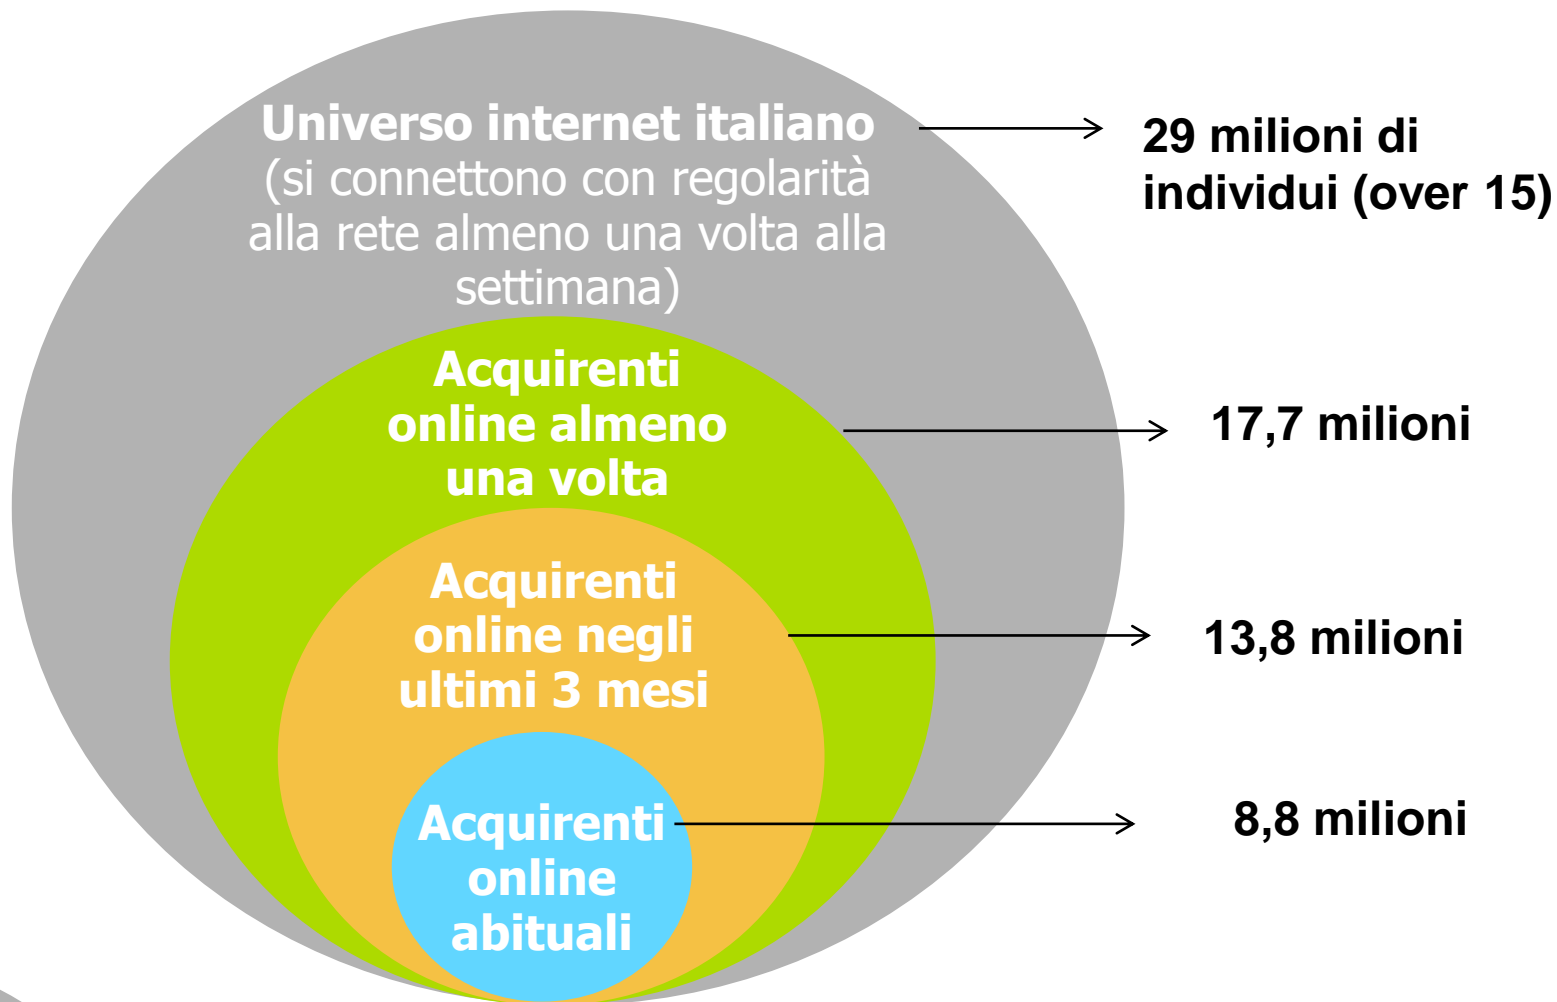 Universo internet italiano
(si connettono con regolarità
alla rete almeno una volta alla
settimana)
29 milioni di
individui (over 15)
Acquirenti
online almeno
una volta
17,7 milioni
Acquirenti
online negli
ultimi 3 mesi
13,8 milioni
Acquirenti
online
abituali
8,8 milioni